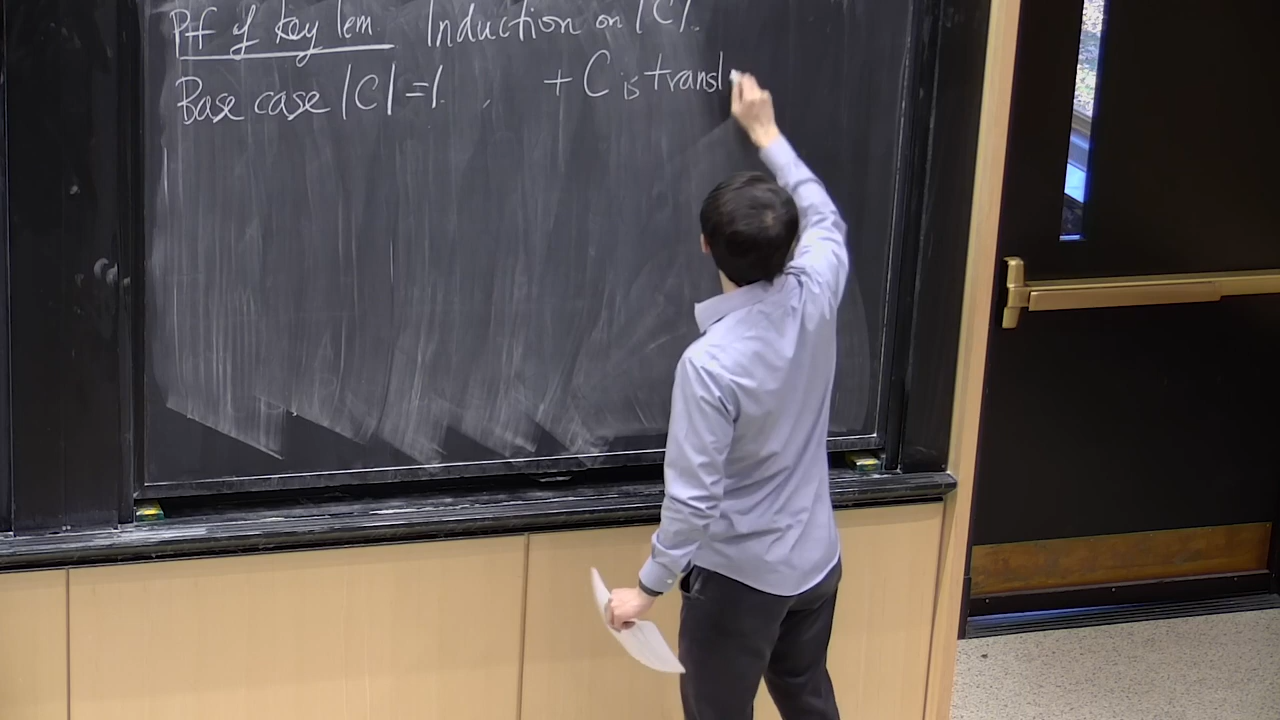 Pf of key lem. Induction on |C|.
Base case |C|=1. + C is transl